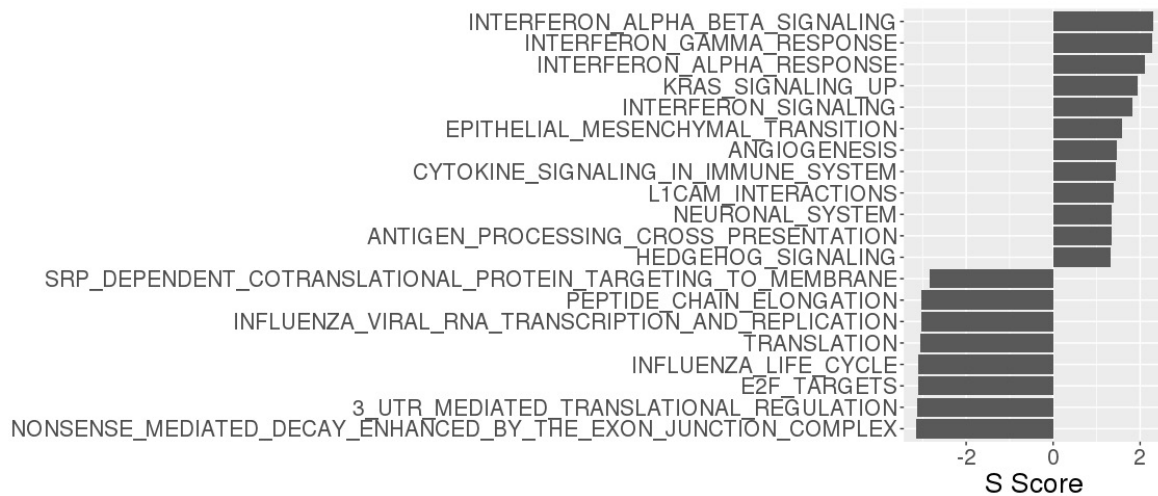 INTERFERON_ALPHA_BETA_SIGNALING
INTERFERON_GAMMA_RESPONSE
INTERFERON_ALPHA_RESPONSE
KRAS_SIGNALING_UP
INTERFERON_SIGNALING
EPITHELIAL_MESENCHYMAL_TRANSITION
ANGIOGENESIS
CYTOKINE_SIGNALING_IN_IMMUNE_SYSTEM
L1CAM_INTERACTIONS
NEURONAL_SYSTEM
ANTIGEN_PROCESSING_CROSS_PRESENTATION
HEDGEHOG_SIGNALING
SRP_DEPENDENT_COTRANSLATIONAL_PROTEIN_TARGETING_TO_MEMBRANE
PEPTIDE_CHAIN_ELONGATION
INFLUENZA_VIRAL_RNA_TRANSCRIPTION_AND_REPLICATION
TRANSLATION
INFLUENZA_LIFE_CYCLE
E2F_TARGETS
3_UTR_MEDIATED_TRANSLATIONAL_REGULATION
NONSENSE_MEDIATED_DECAY_ENHANCED_BY_THE_EXON_JUNCTION_COMPLEX
-2 0 2
S Score